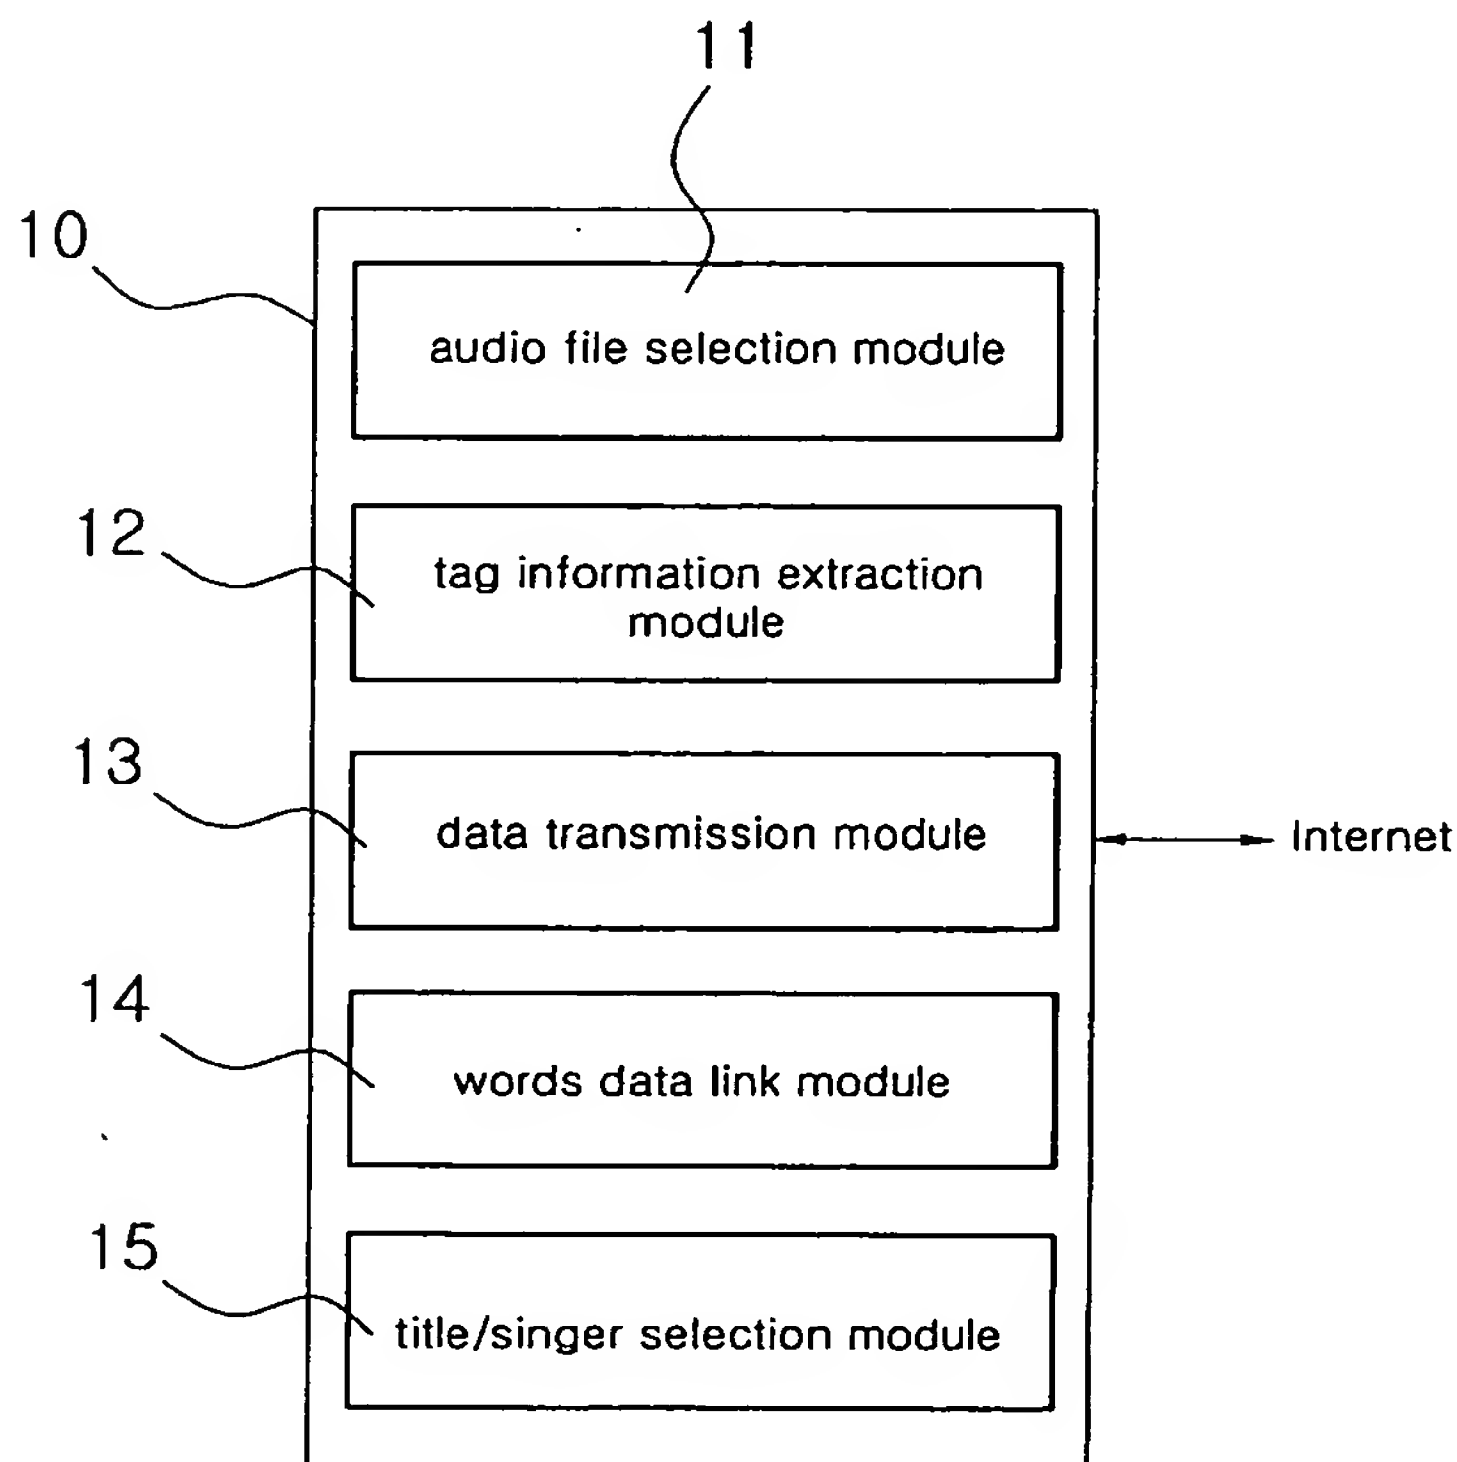 11
10
audio file selection module
12
tag information extraction
module
13
data transmission module
Internet
14
words data link module
15
title/singer selection module